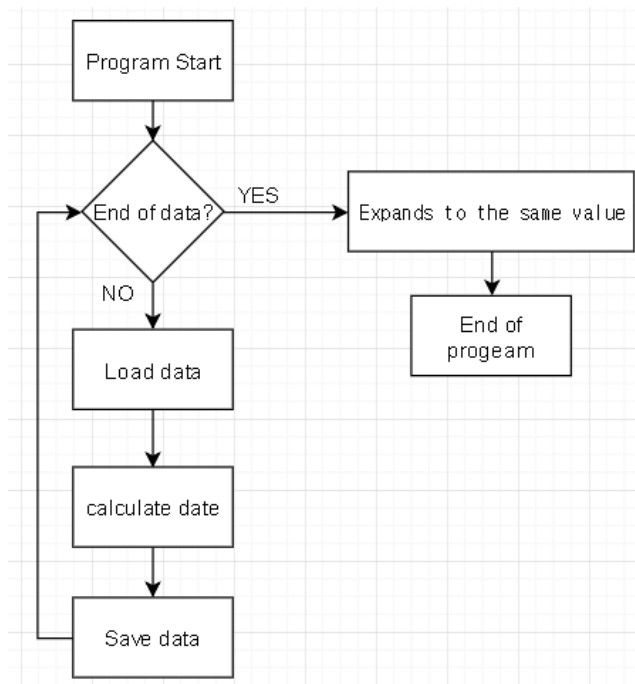 Program Start
End of data?
YES
Expands to the same value
NO
End of
progeam
Load data
calculate date
Save data